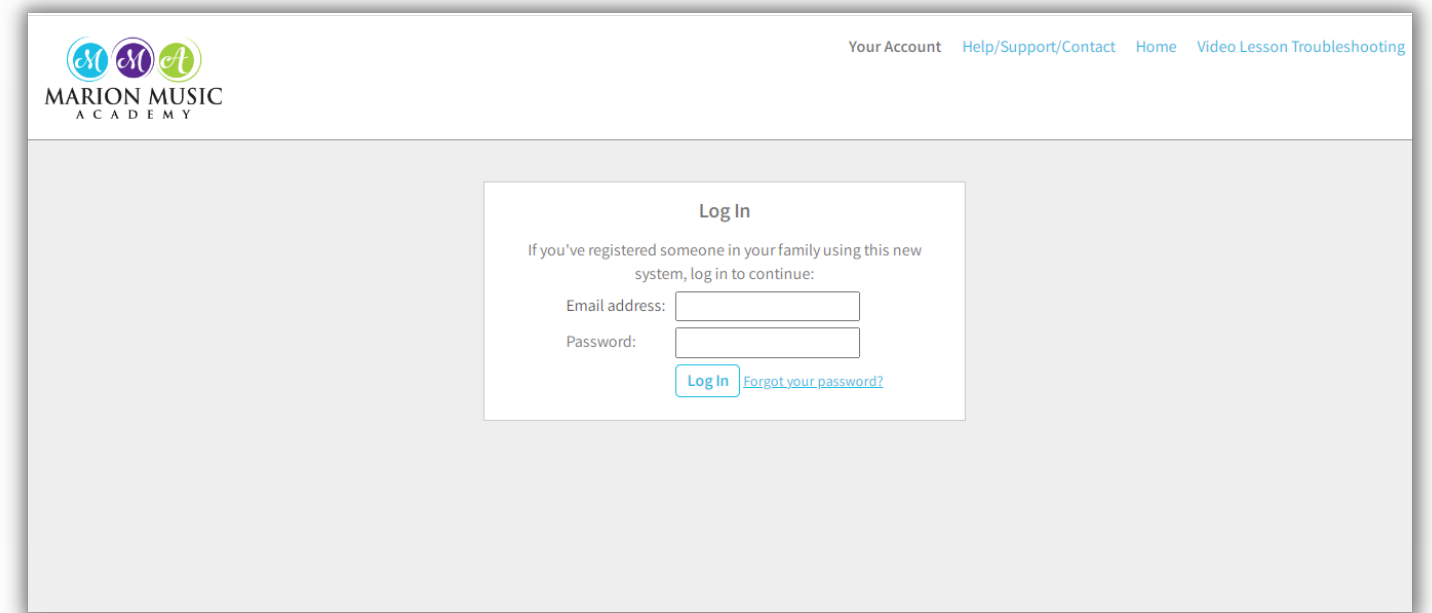 M M A
MARION MUSIC
ACADEMY
Your Account Help/Support/Contact Home Video Lesson Troubleshooting
Log In
If you've registered someone in your family using this new
system, log in to continue:
Email address:
Password:
Log In Forgot your password?